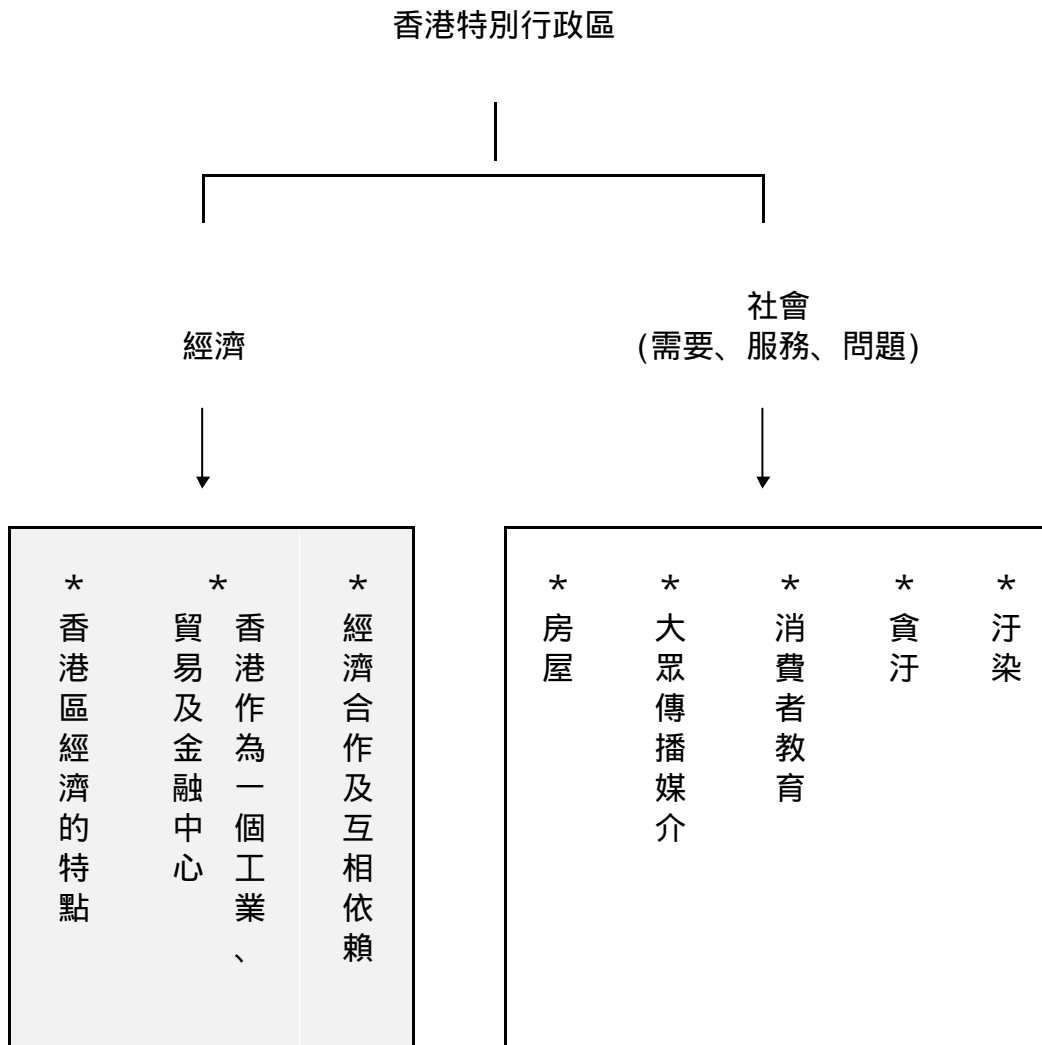 香港特別行政區
經濟
社會
(需要、服務、問題)
*
香港區經濟的特點
*
香港作為一個工業、
貿易及金融中心
*
經濟合作及互相依賴
*
房屋
*
大眾傳播媒介
*
消費者教育
*
貪汙
*
汙染